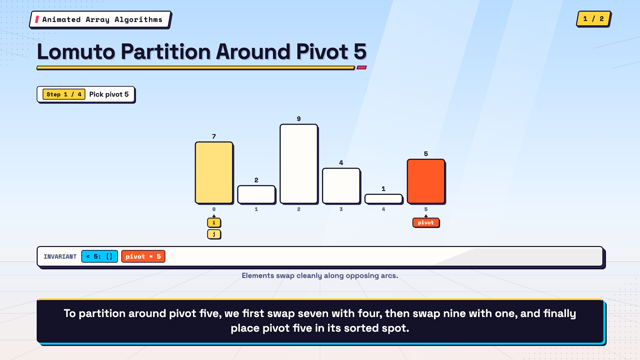 Animated Array Algorithms
1 / 2
Lomuto Partition Around Pivot 5
Step 1 / 4 Pick pivot 5
7 2 9 4 1 5
0 1 2 3 4 5
i pivot
j
INVARIANT < 5: [] pivot = 5
Elements swap cleanly along opposing arcs.
To partition around pivot five, we first swap seven with four, then swap nine with one, and finally
place pivot five in its sorted spot.